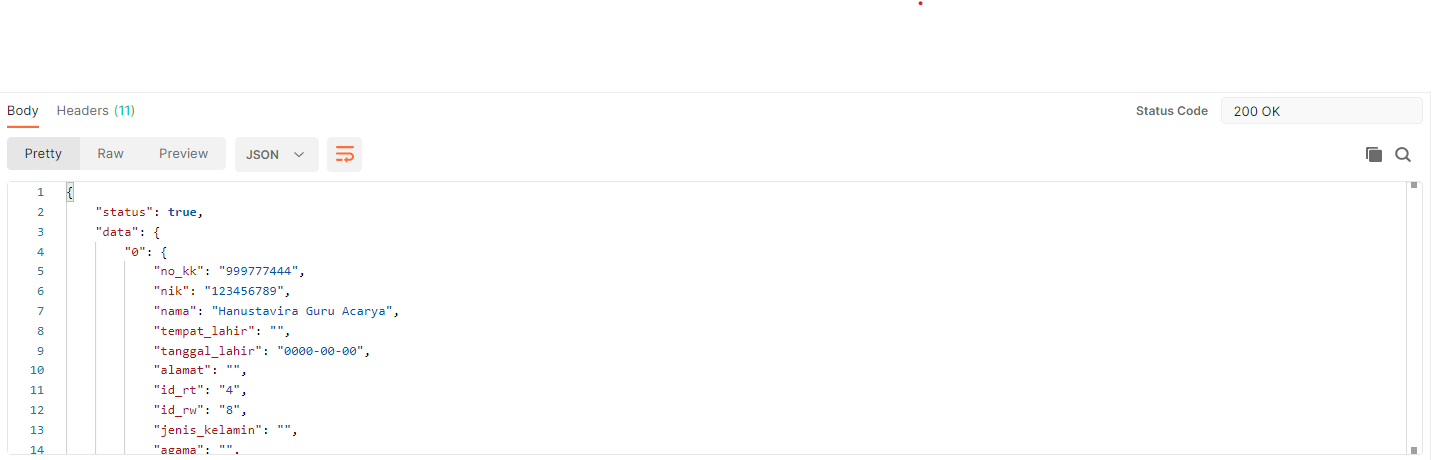 Body Headers (11) Status Code 200 OK
Pretty Raw Preview JSON
1 {
2 "status": true,
3 "data": {
4 "0": {
5 "no_kk": "999777444",
6 "nik": "123456789",
7 "nama": "Hanustavira Guru Acarya",
8 "tempat_lahir": "",
9 "tanggal_lahir": "0000-00-00",
10 "alamat": "",
11 "id_rt": "4",
12 "id_rw": "8",
13 "jenis_kelamin": "",
14 "agama": "",